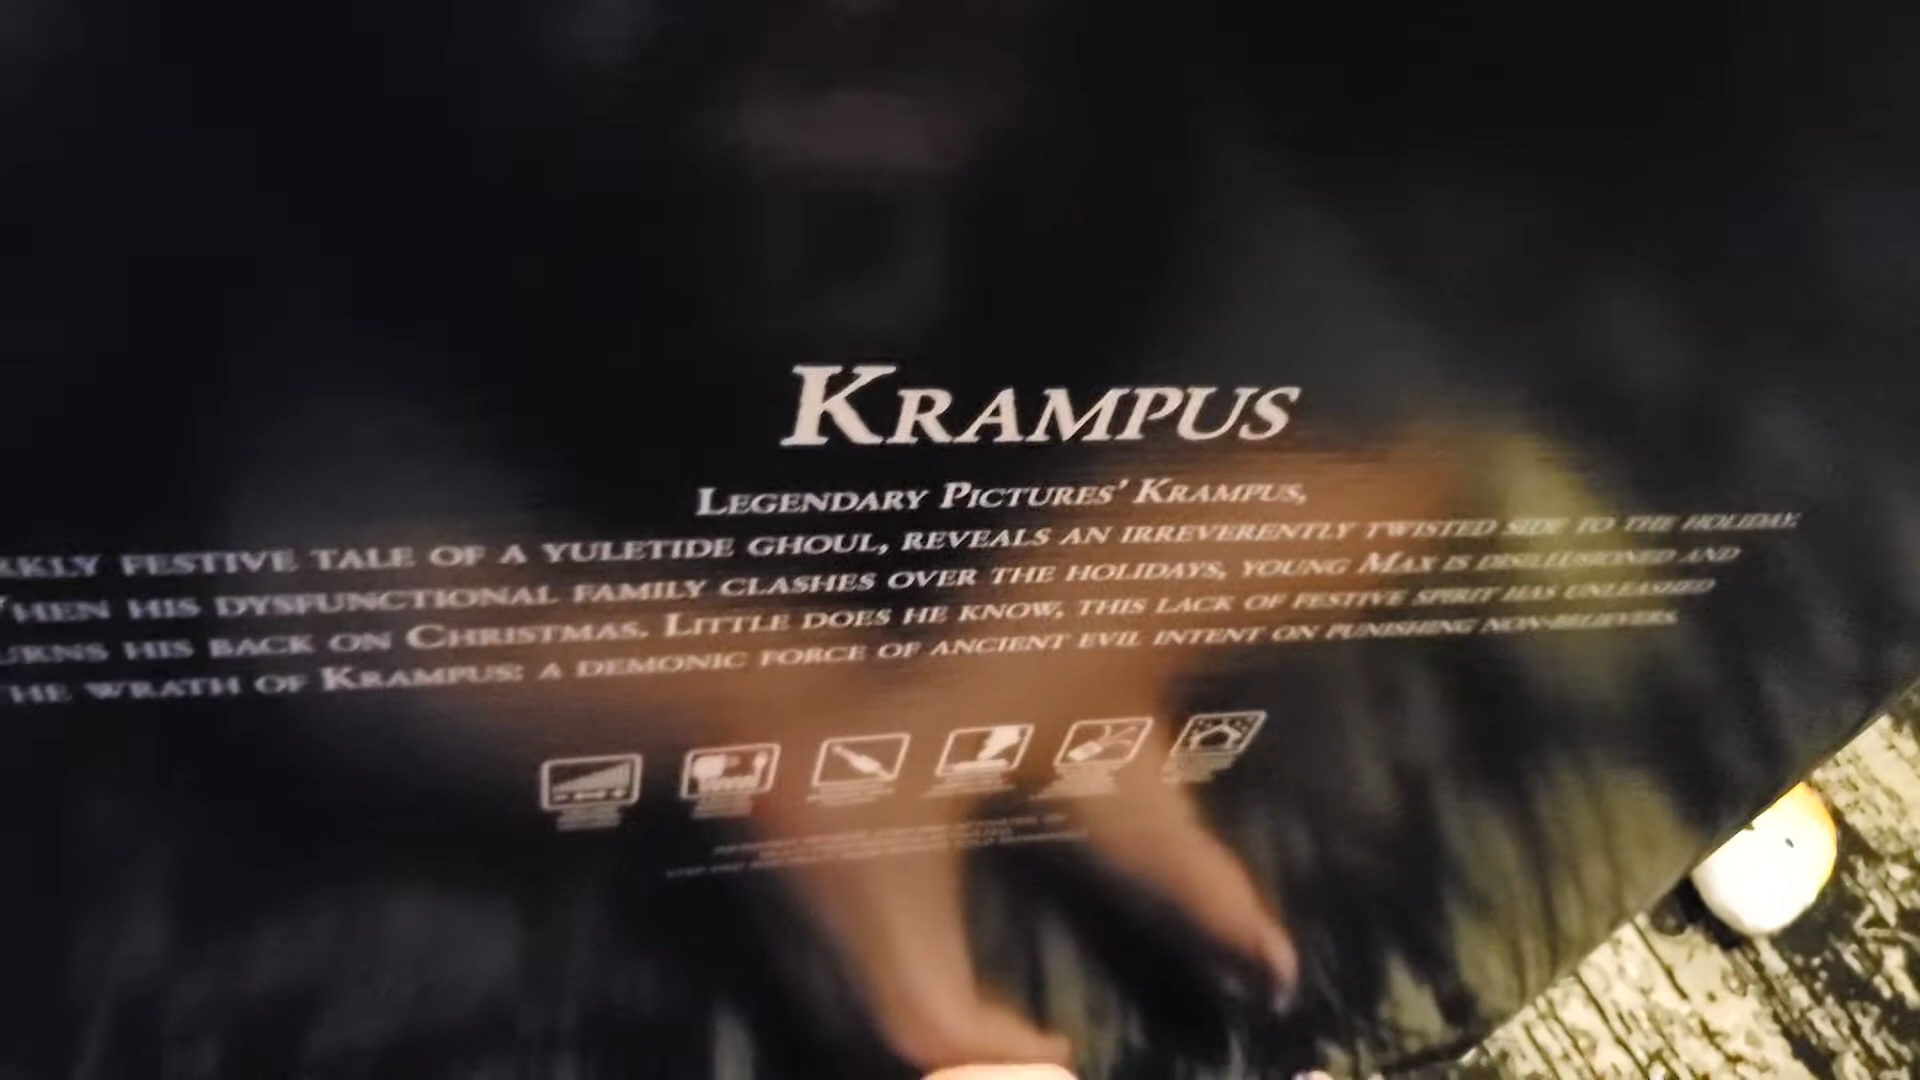 KRAMPUS
LEGENDARY PICTURES' KRAMPUS,
FESTIVE TALE OF A YULETIDE GHOUL, REVEALS AN IRREVERENTLY TWISTED SIDE TO THE HOLIDAY.
WHEN HIS DYSFUNCTIONAL FAMILY CLASHES OVER THE HOLIDAYS, YOUNG MAX IS DISILLUSIONED AND
URNS HIS BACK ON CHRISTMAS. LITTLE DOES HE KNOW, THIS LACK OF FESTIVE SPIRIT HAS UNLEASHED
THE WRATH OF KRAMPUS: A DEMONIC FORCE OF ANCIENT EVIL INTENT ON PUNISHING NON-BELIEVERS.